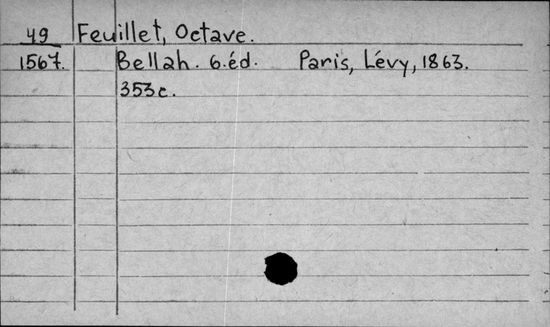 49 Feuillet, Octave.
1567. Bellah. 6.éd. Paris, Lévy, 1863.
353c.